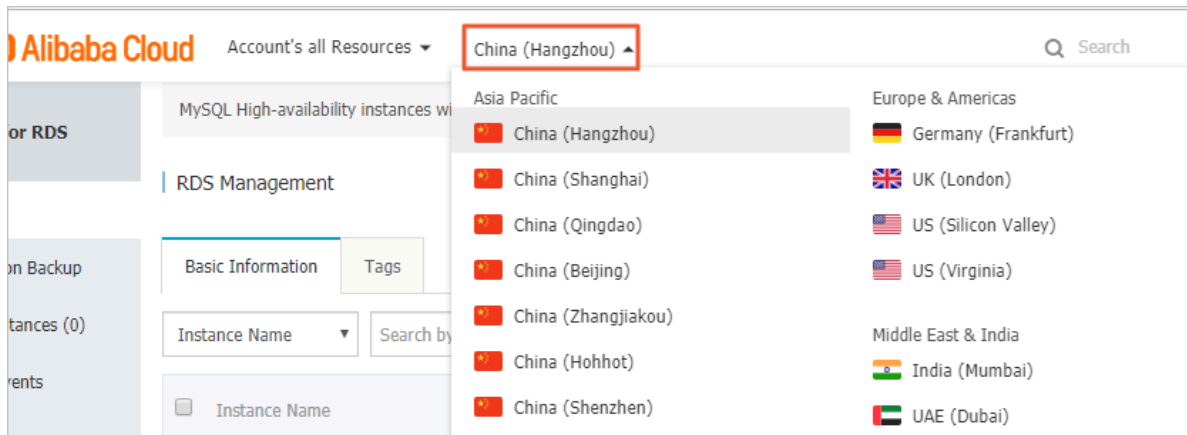 Alibaba Cloud
Account's all Resources
China (Hangzhou)
Search
or RDS
MySQL High-availability instances wi
RDS Management
Basic Information
Tags
on Backup
tances (0)
vents
Instance Name
Search by
Instance Name
Asia Pacific
China (Hangzhou)
China (Shanghai)
China (Qingdao)
China (Beijing)
China (Zhangjiakou)
China (Hohhot)
China (Shenzhen)
Europe & Americas
Germany (Frankfurt)
UK (London)
US (Silicon Valley)
US (Virginia)
Middle East & India
India (Mumbai)
UAE (Dubai)